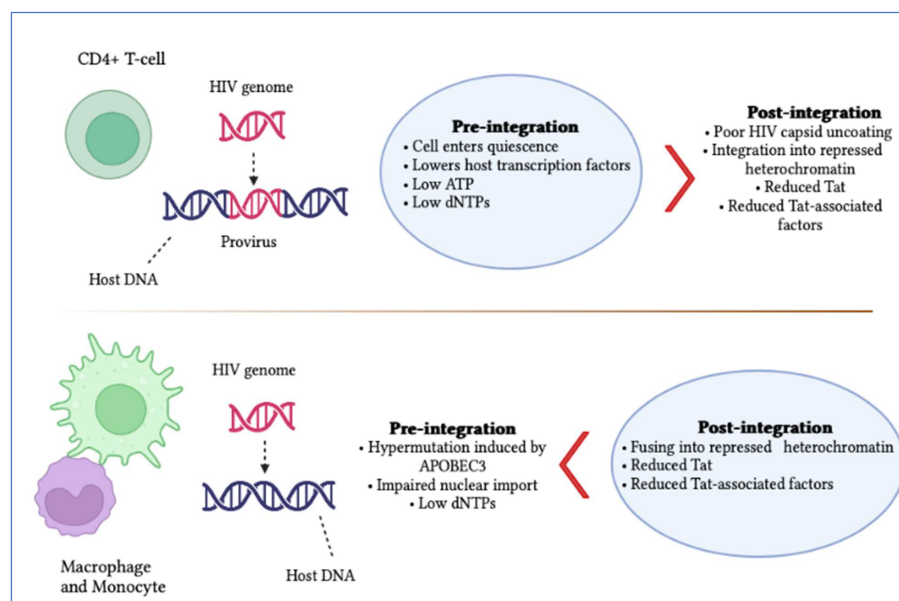 CD4+ T-cell
HIV genome
Provirus
Host DNA
Pre-integration
• Cell enters quiescence
• Lowers host transcription factors
• Low ATP
• Low dNTPs
Post-integration
• Poor HIV capsid uncoating
• Integration into repressed
heterochromatin
• Reduced Tat
• Reduced Tat-associated
factors
Macrophage
and Monocyte
HIV genome
Host DNA
Pre-integration
• Hypermutation induced by
APOBEC3
• Impaired nuclear import
• Low dNTPs
Post-integration
• Fusing into repressed heterochromatin
• Reduced Tat
• Reduced Tat-associated factors